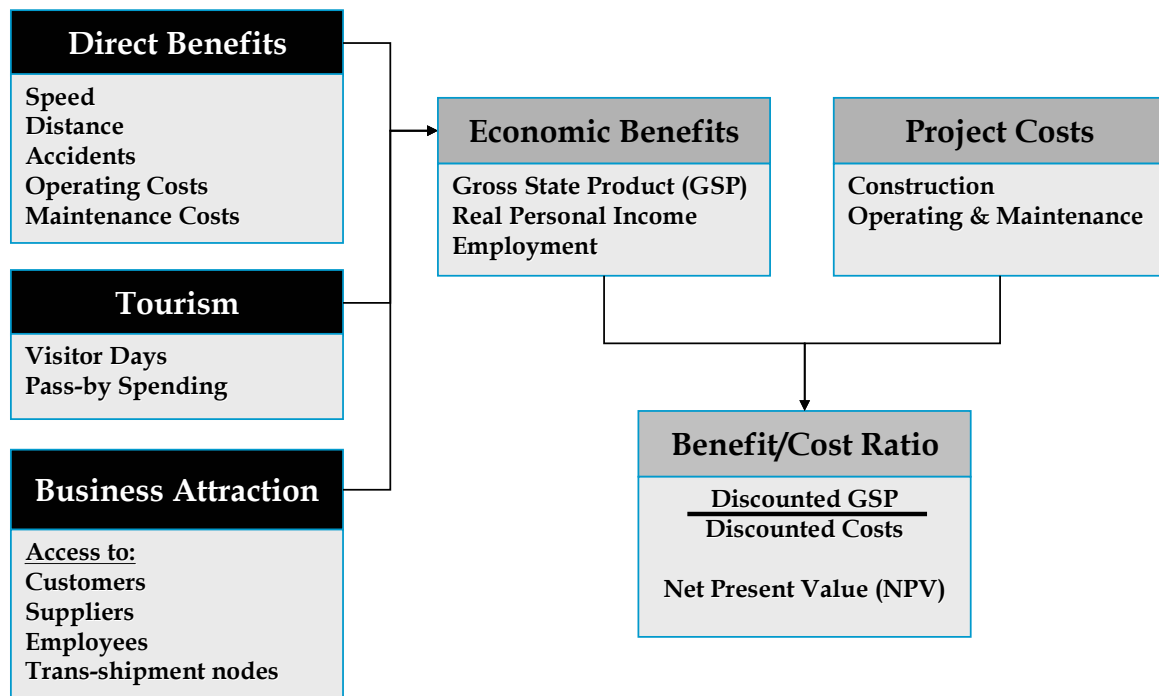 Direct Benefits
Speed
Distance
Accidents
Operating Costs
Maintenance Costs
Tourism
Visitor Days
Pass-by Spending
Business Attraction
Access to:
Customers
Suppliers
Employees
Trans-shipment nodes
Economic Benefits
Gross State Product (GSP)
Real Personal Income
Employment
Project Costs
Construction
Operating & Maintenance
Benefit/Cost Ratio
Discounted GSP
Discounted Costs
Net Present Value (NPV)